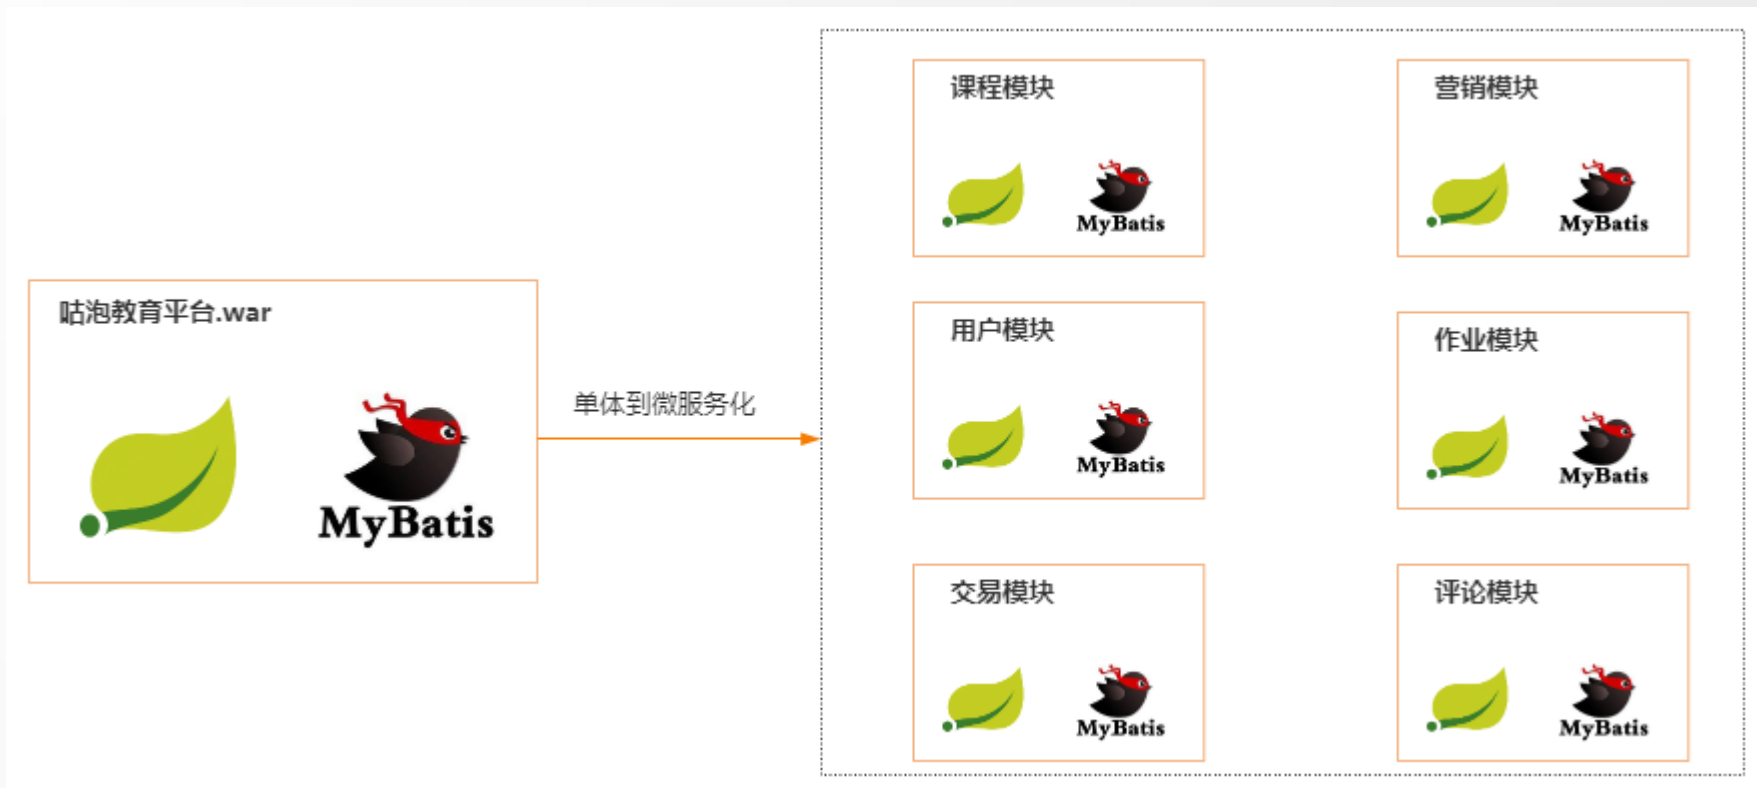 咕泡教育平台.war
MyBatis
单体到微服务化
课程模块
MyBatis
营销模块
MyBatis
用户模块
MyBatis
作业模块
MyBatis
交易模块
MyBatis
评论模块
MyBatis